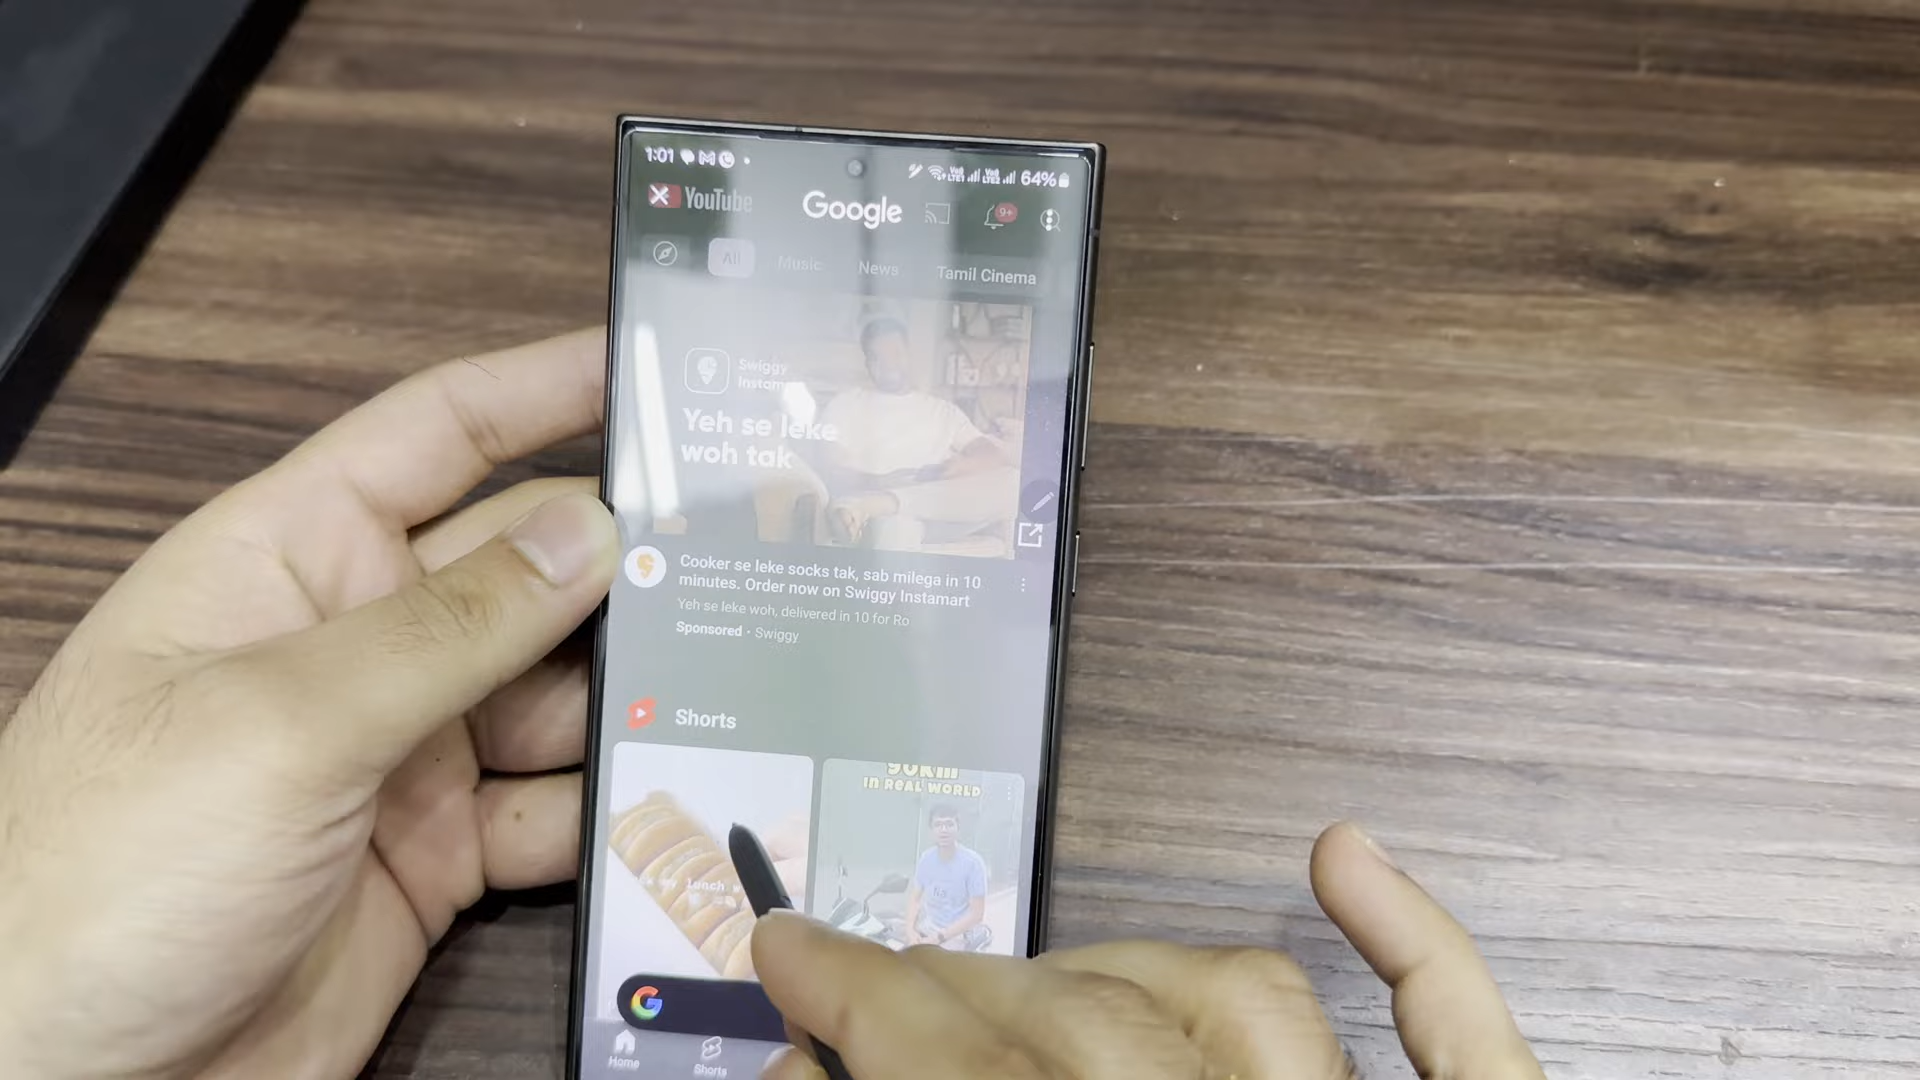 1:01 64%
YouTube Google 9+
All Music News Tamil Cinema
Swiggy
Yeh se leke
woh tak
Cooker se leke socks tak, sab milega in 10
minutes. Order now on Swiggy Instamart
Yeh se leke woh, delivered in 10 for Ro
Sponsored • Swiggy
Shorts
IN REAL WORLD
lunch
G
Home Shorts